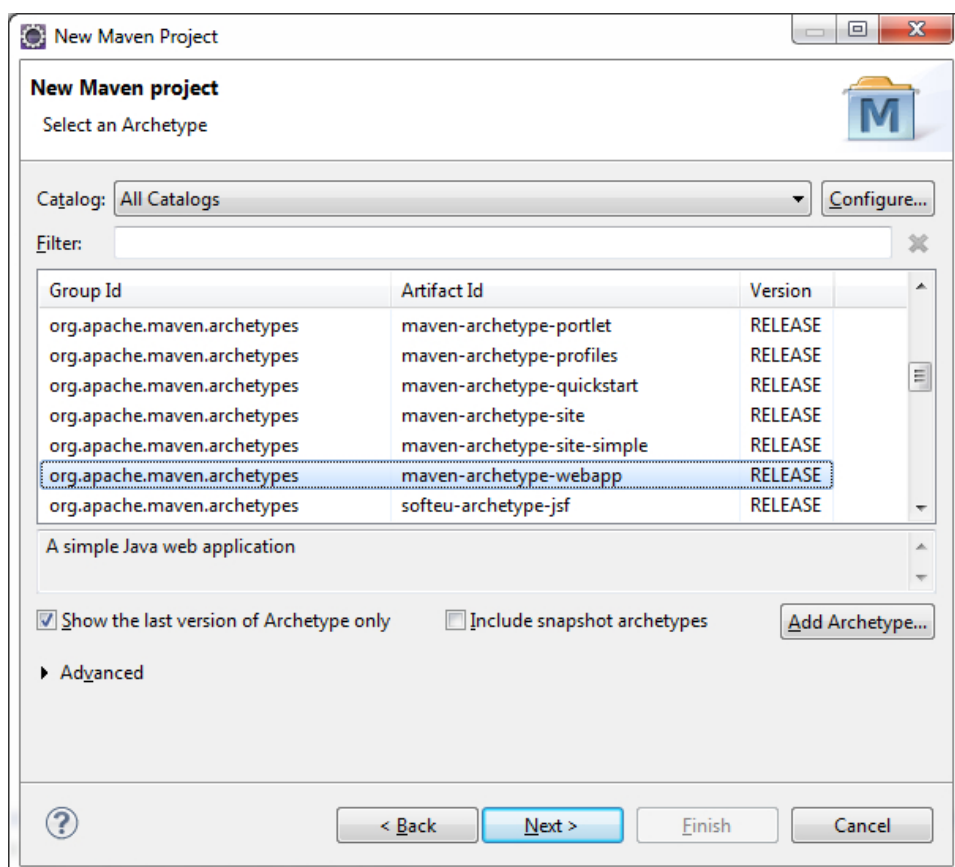 New Maven Project
New Maven project
Select an Archetype
M
Catalog: All Catalogs Configure...
Filter:
Group Id Artifact Id Version
org.apache.maven.archetypes maven-archetype-portlet RELEASE
org.apache.maven.archetypes maven-archetype-profiles RELEASE
org.apache.maven.archetypes maven-archetype-quickstart RELEASE
org.apache.maven.archetypes maven-archetype-site RELEASE
org.apache.maven.archetypes maven-archetype-site-simple RELEASE
org.apache.maven.archetypes maven-archetype-webapp RELEASE
org.apache.maven.archetypes softeu-archetype-jsf RELEASE
A simple Java web application
Show the last version of Archetype only Include snapshot archetypes Add Archetype...
Advanced
? < Back Next > Finish Cancel